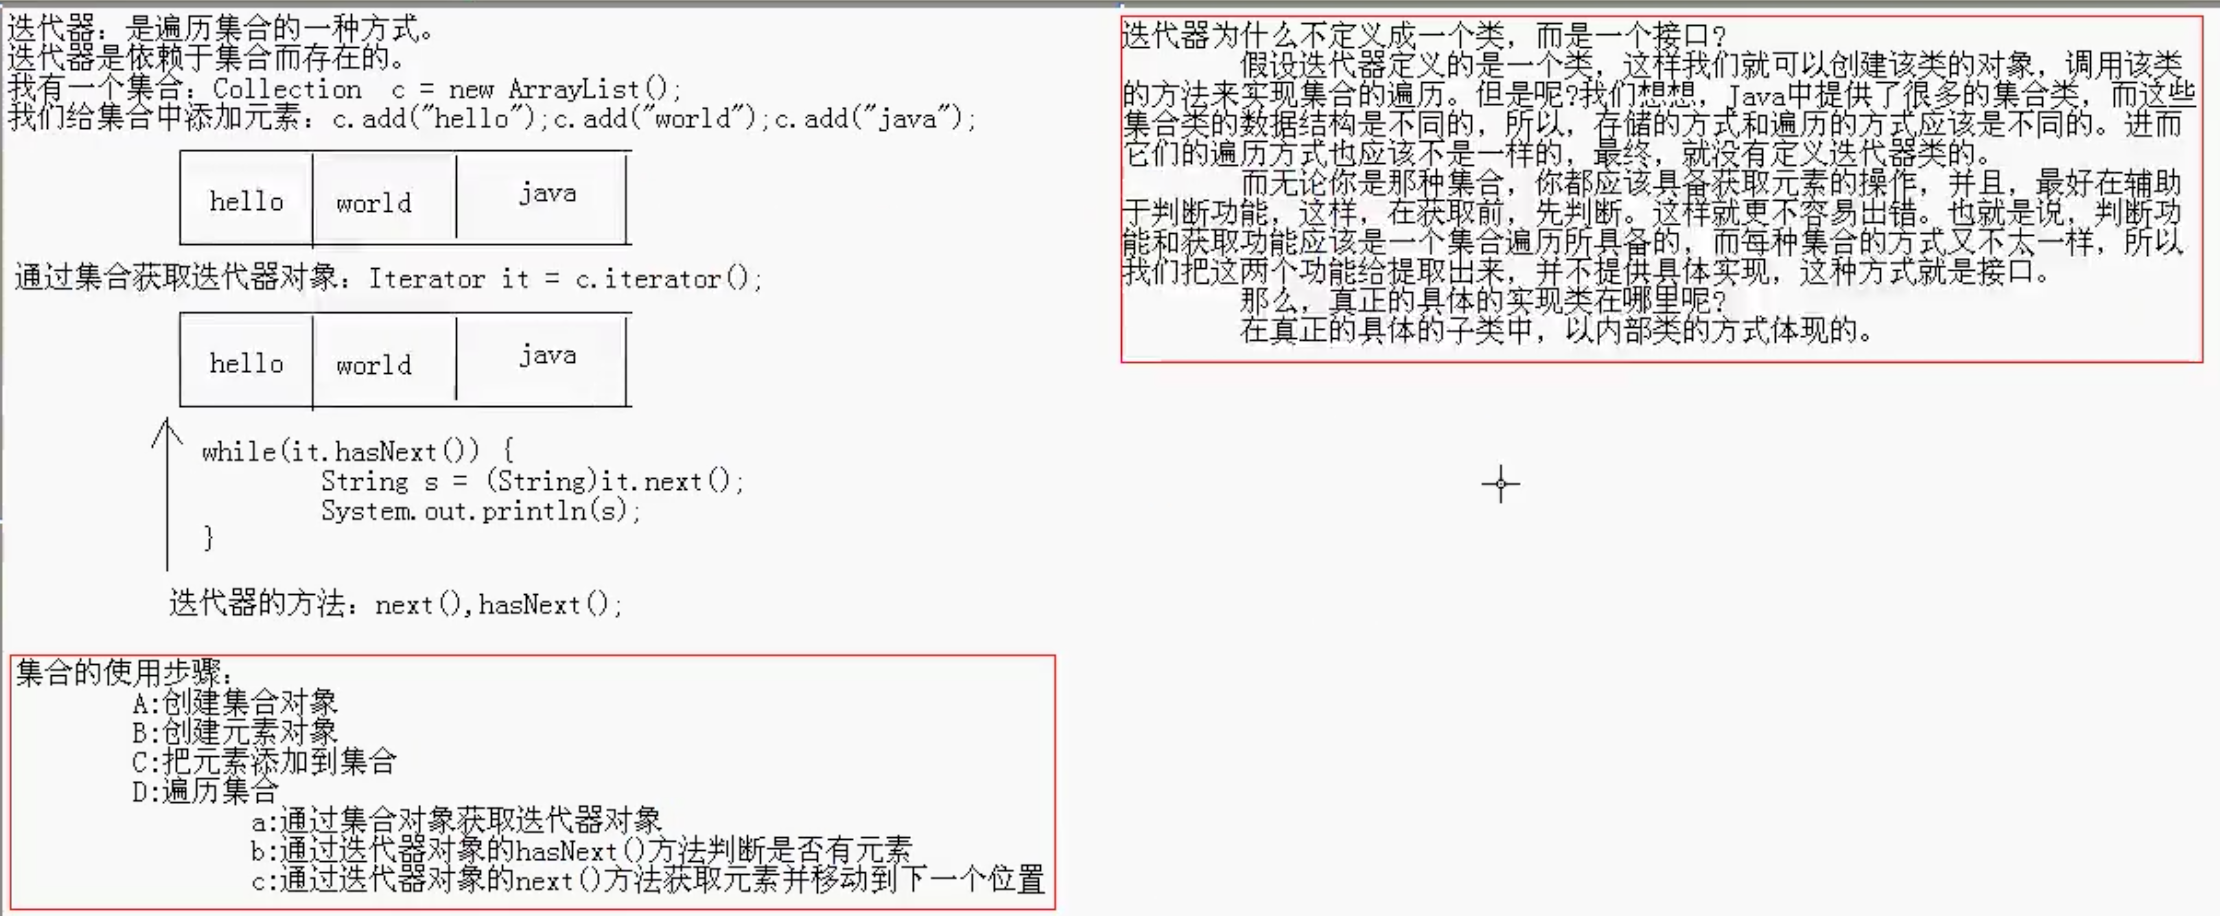 迭代器：是遍历集合的一种方式。
迭代器是依赖于集合而存在的。
我有一个集合：Collection c = new ArrayList();
我们给集合中添加元素：c.add("hello");c.add("world");c.add("java");
hello world java
通过集合获取迭代器对象：Iterator it = c.iterator();
hello world java
while(it.hasNext()) {
String s = (String)it.next();
System.out.println(s);
}
迭代器的方法：next(),hasNext();
集合的使用步骤：
A:创建集合对象
B:创建元素对象
C:把元素添加到集合
D:遍历集合
a:通过集合对象获取迭代器对象
b:通过迭代器对象的hasNext()方法判断是否有元素
c:通过迭代器对象的next()方法获取元素并移动到下一个位置
迭代器为什么不定义成一个类，而是一个接口?
假设迭代器定义的是一个类，这样我们就可以创建该类的对象，调用该类
的方法来实现集合的遍历。但是呢?我们想想，Java中提供了很多的集合类，而这些
集合类的数据结构是不同的，所以，存储的方式和遍历的方式应该是不同的。进而
它们的遍历方式也应该不是一样的，最终，就没有定义迭代器类的。
而无论你是那种集合，你都应该具备获取元素的操作，并且，最好在辅助
于判断功能，这样，在获取前，先判断。这样就更不容易出错。也就是说，判断功
能和获取功能应该是一个集合遍历所具备的，而每种集合的方式又不太一样，所以
我们把这两个功能给提取出来，并不提供具体实现，这种方式就是接口。
那么，真正的具体的实现类在哪里呢?
在真正的具体的子类中，以内部类的方式体现的。